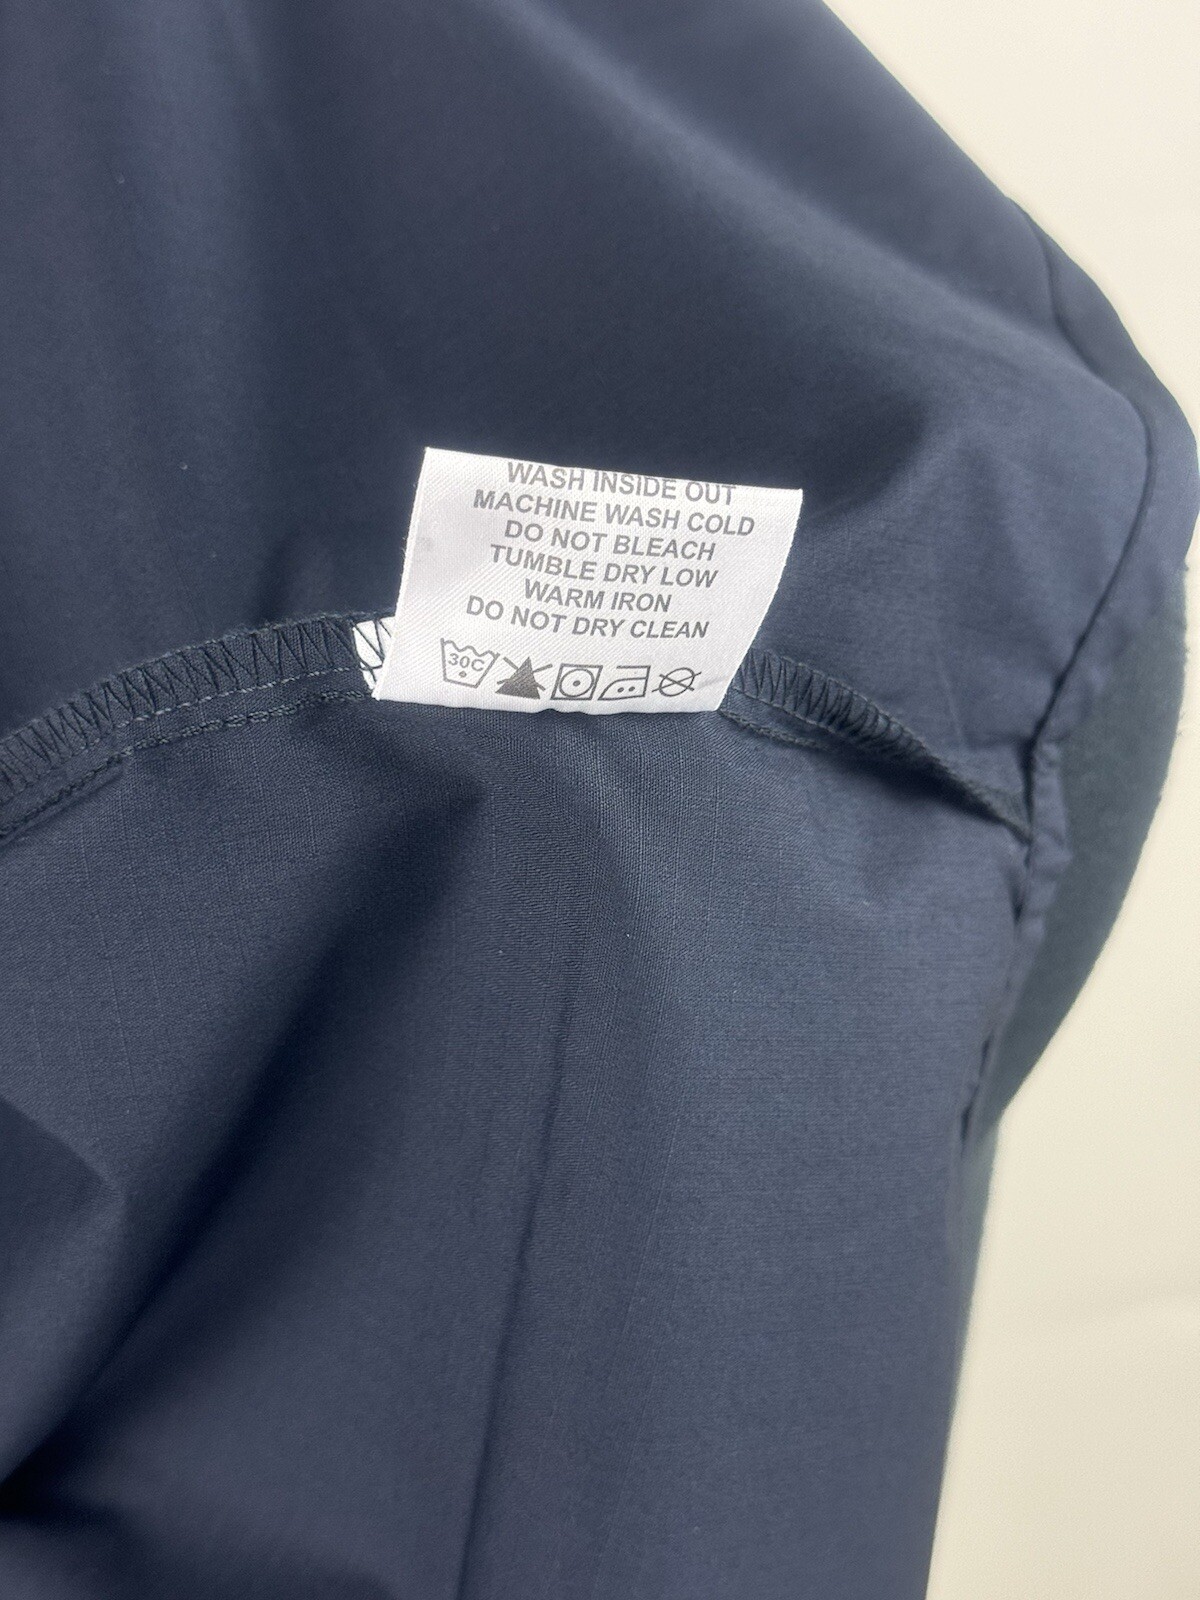 WASH INSIDE OUT
MACHINE WASH COLD
DO NOT BLEACH
TUMBLE DRY LOW
WARM IRON
DO NOT DRY CLEAN
30C